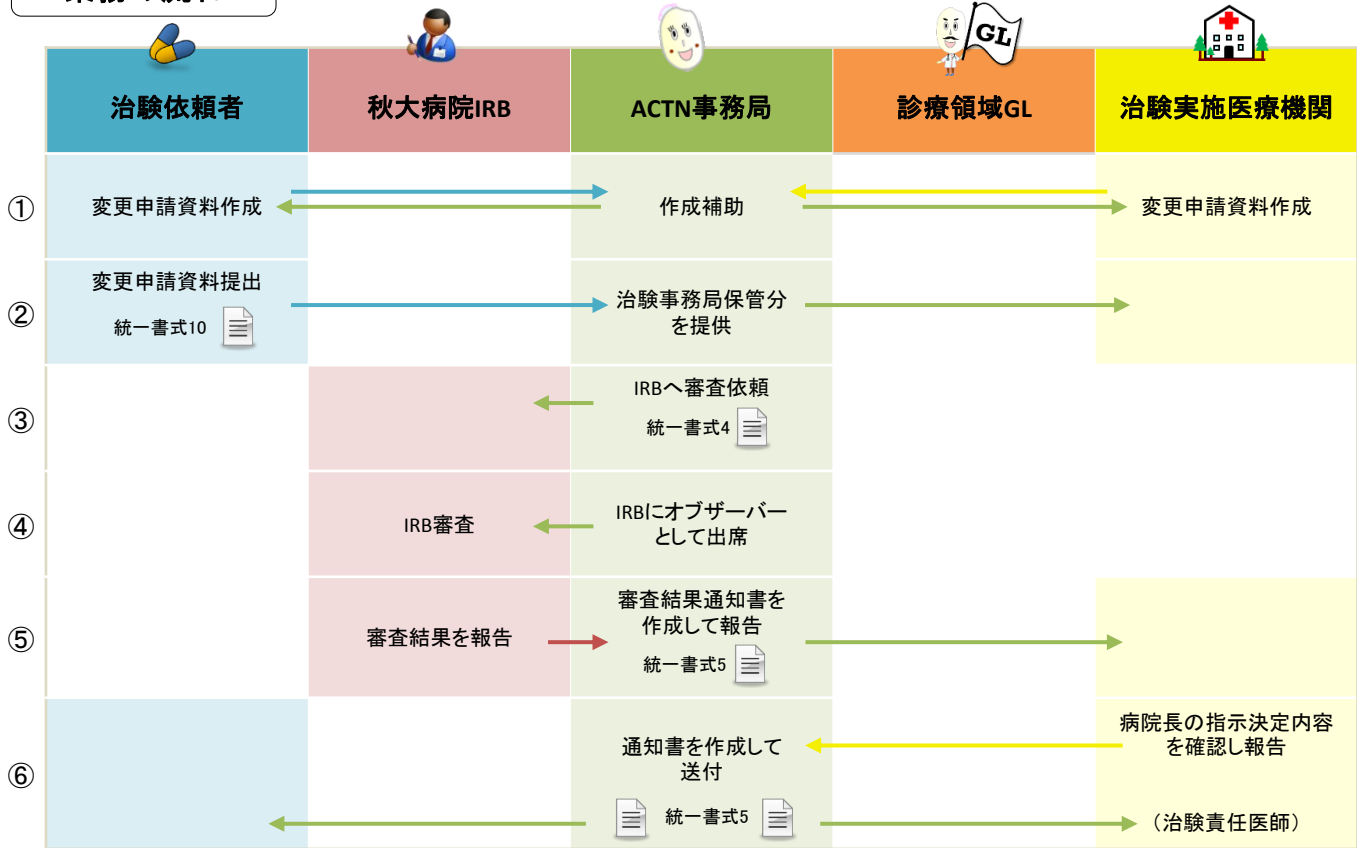 GL
治験依頼者
秋大病院IRB
ACTN事務局
診療領域GL
治験実施医療機関
①
変更申請資料作成
作成補助
変更申請資料作成
②
変更申請資料提出
統一書式10
治験事務局保管分
を提供
③
IRBへ審査依頼
統一書式4
④
IRB審査
IRBにオブザーバー
として出席
⑤
審査結果を報告
審査結果通知書を
作成して報告
統一書式5
⑥
通知書を作成して
送付
統一書式5
病院長の指示決定内容
を確認し報告
（治験責任医師）